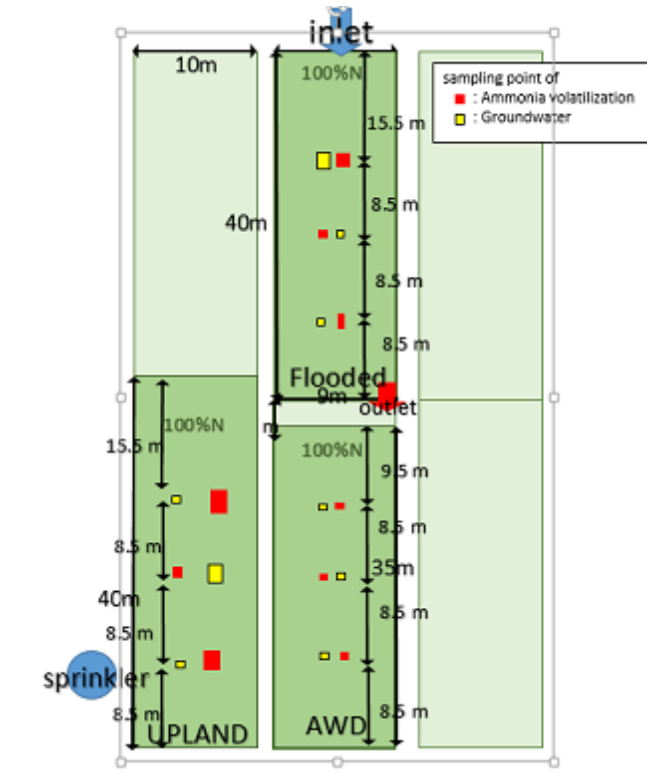 inlet
10m
100%N
sampling point of
: Ammonia volatilization
: Groundwater
15.5 m
8.5 m
40m
8.5 m
8.5 m
Flooded
9m
outlet
m
100%N
15.5 m
100%N
9.5 m
8.5 m
8.5 m
35m
40m
8.5 m
8.5 m
sprinkler
8.5 m
8.5 m
UPLAND
AWD